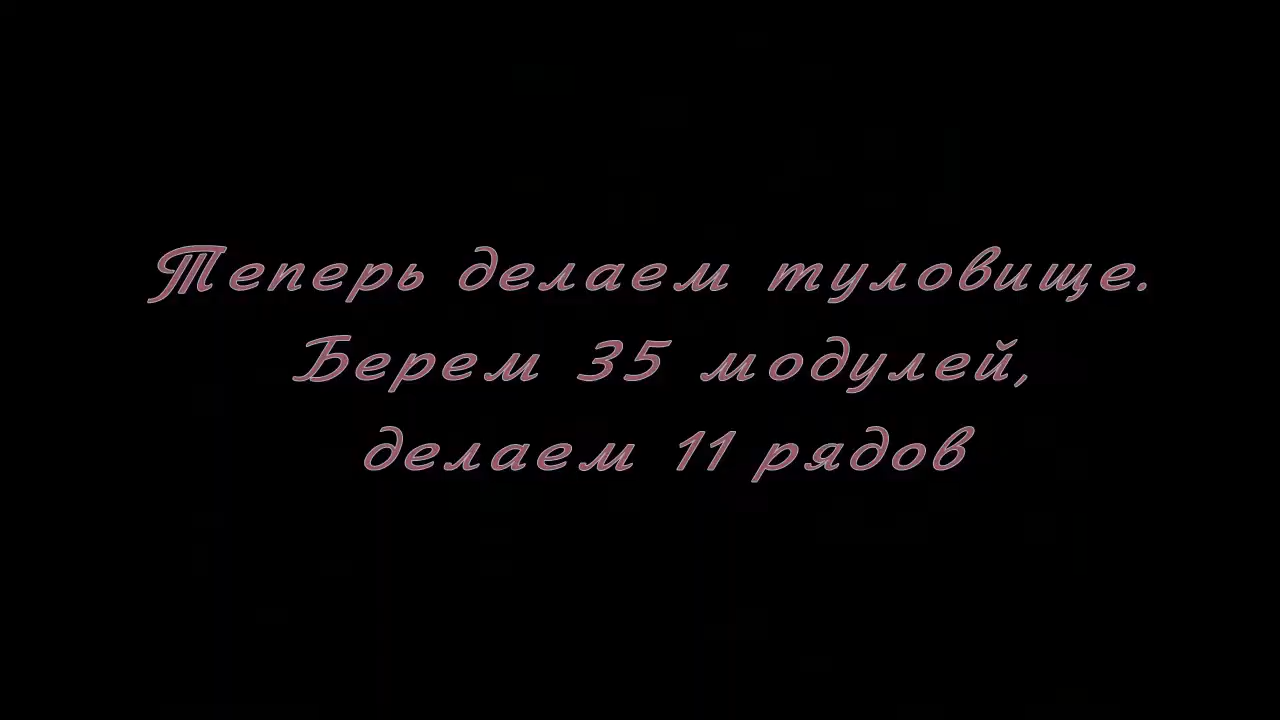 Теперь делаем туловище.
Берем 35 модулей,
делаем 11 рядов